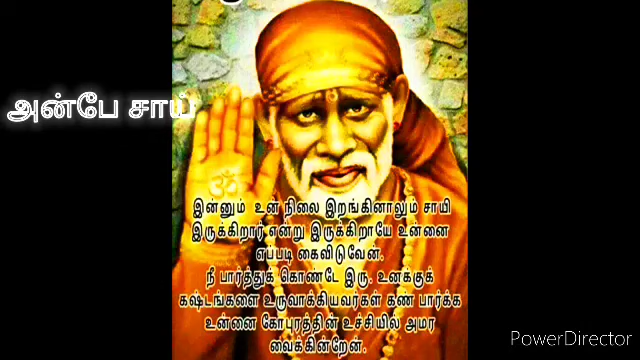 அன்பே சாய்
ௐ
இன்னும் உன் நிலை இறங்கினாலும் சாயி
இருக்கிறார் என்று இருக்கிறாயே உன்னை
எப்படி கைவிடுவேன்.
நீ பார்த்துக் கொண்டே இரு. உனக்குக்
கஷ்டங்களை உருவாக்கியவர்கள் கண் பார்க்க
உன்னை கோபுரத்தின் உச்சியில் அமர
வைக்கின்றேன்.
PowerDirector